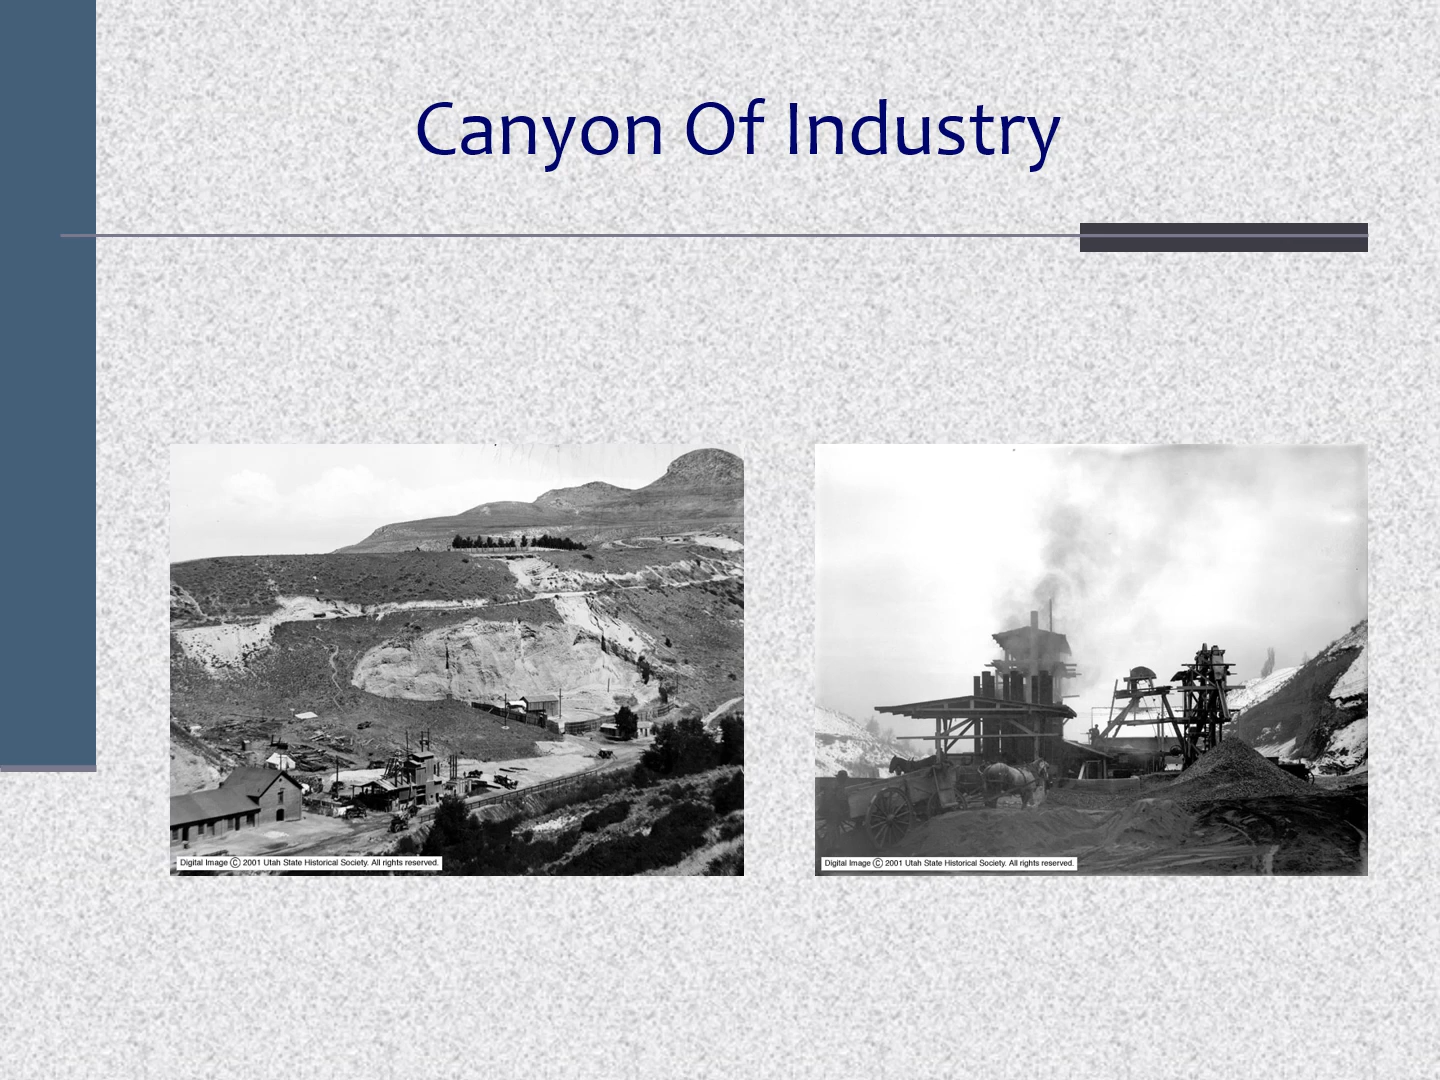 Canyon Of Industry
Digital Image Ⓒ 2001 Utah State Historical Society. All rights reserved.
Digital Image Ⓒ 2001 Utah State Historical Society. All rights reserved.